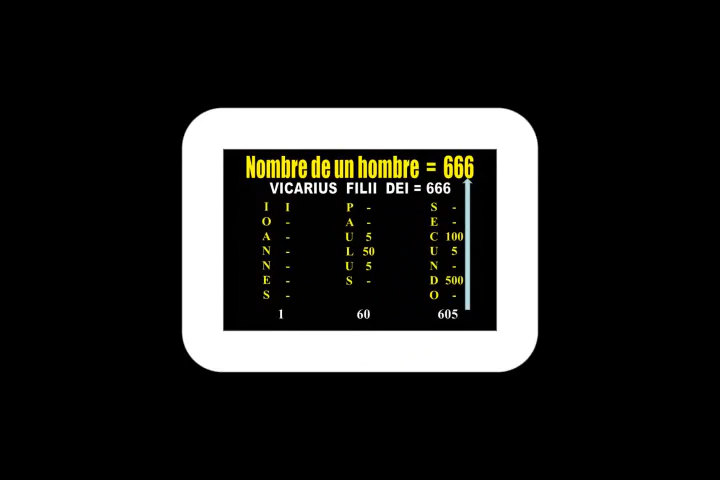 Nombre de un hombre = 666
VICARIUS FILII DEI = 666
I I P - S -
O - A - E -
A - U 5 C 100
N - L 50 U 5
N - U 5 N -
E - S - D 500
S - O -
1 60 605